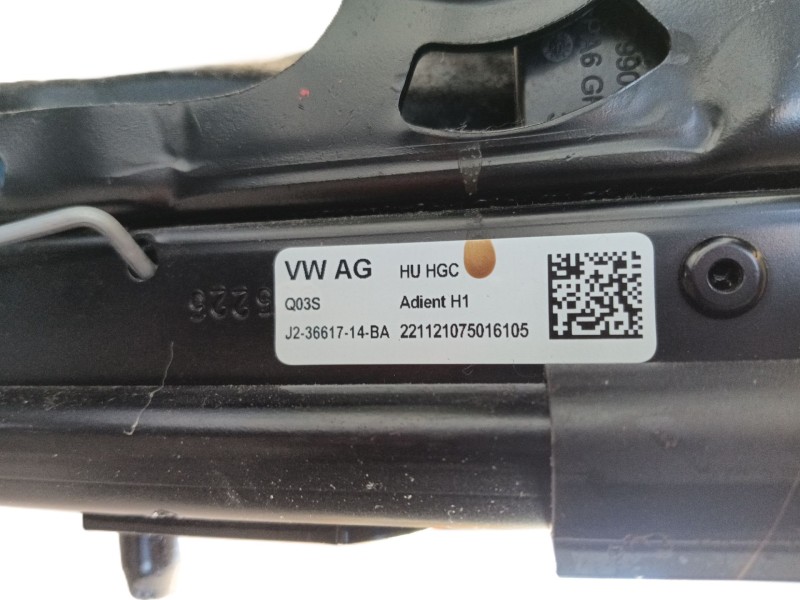 VW AG HU HGC
Q03S Adient H1
J2-36617-14-BA 221121075016105